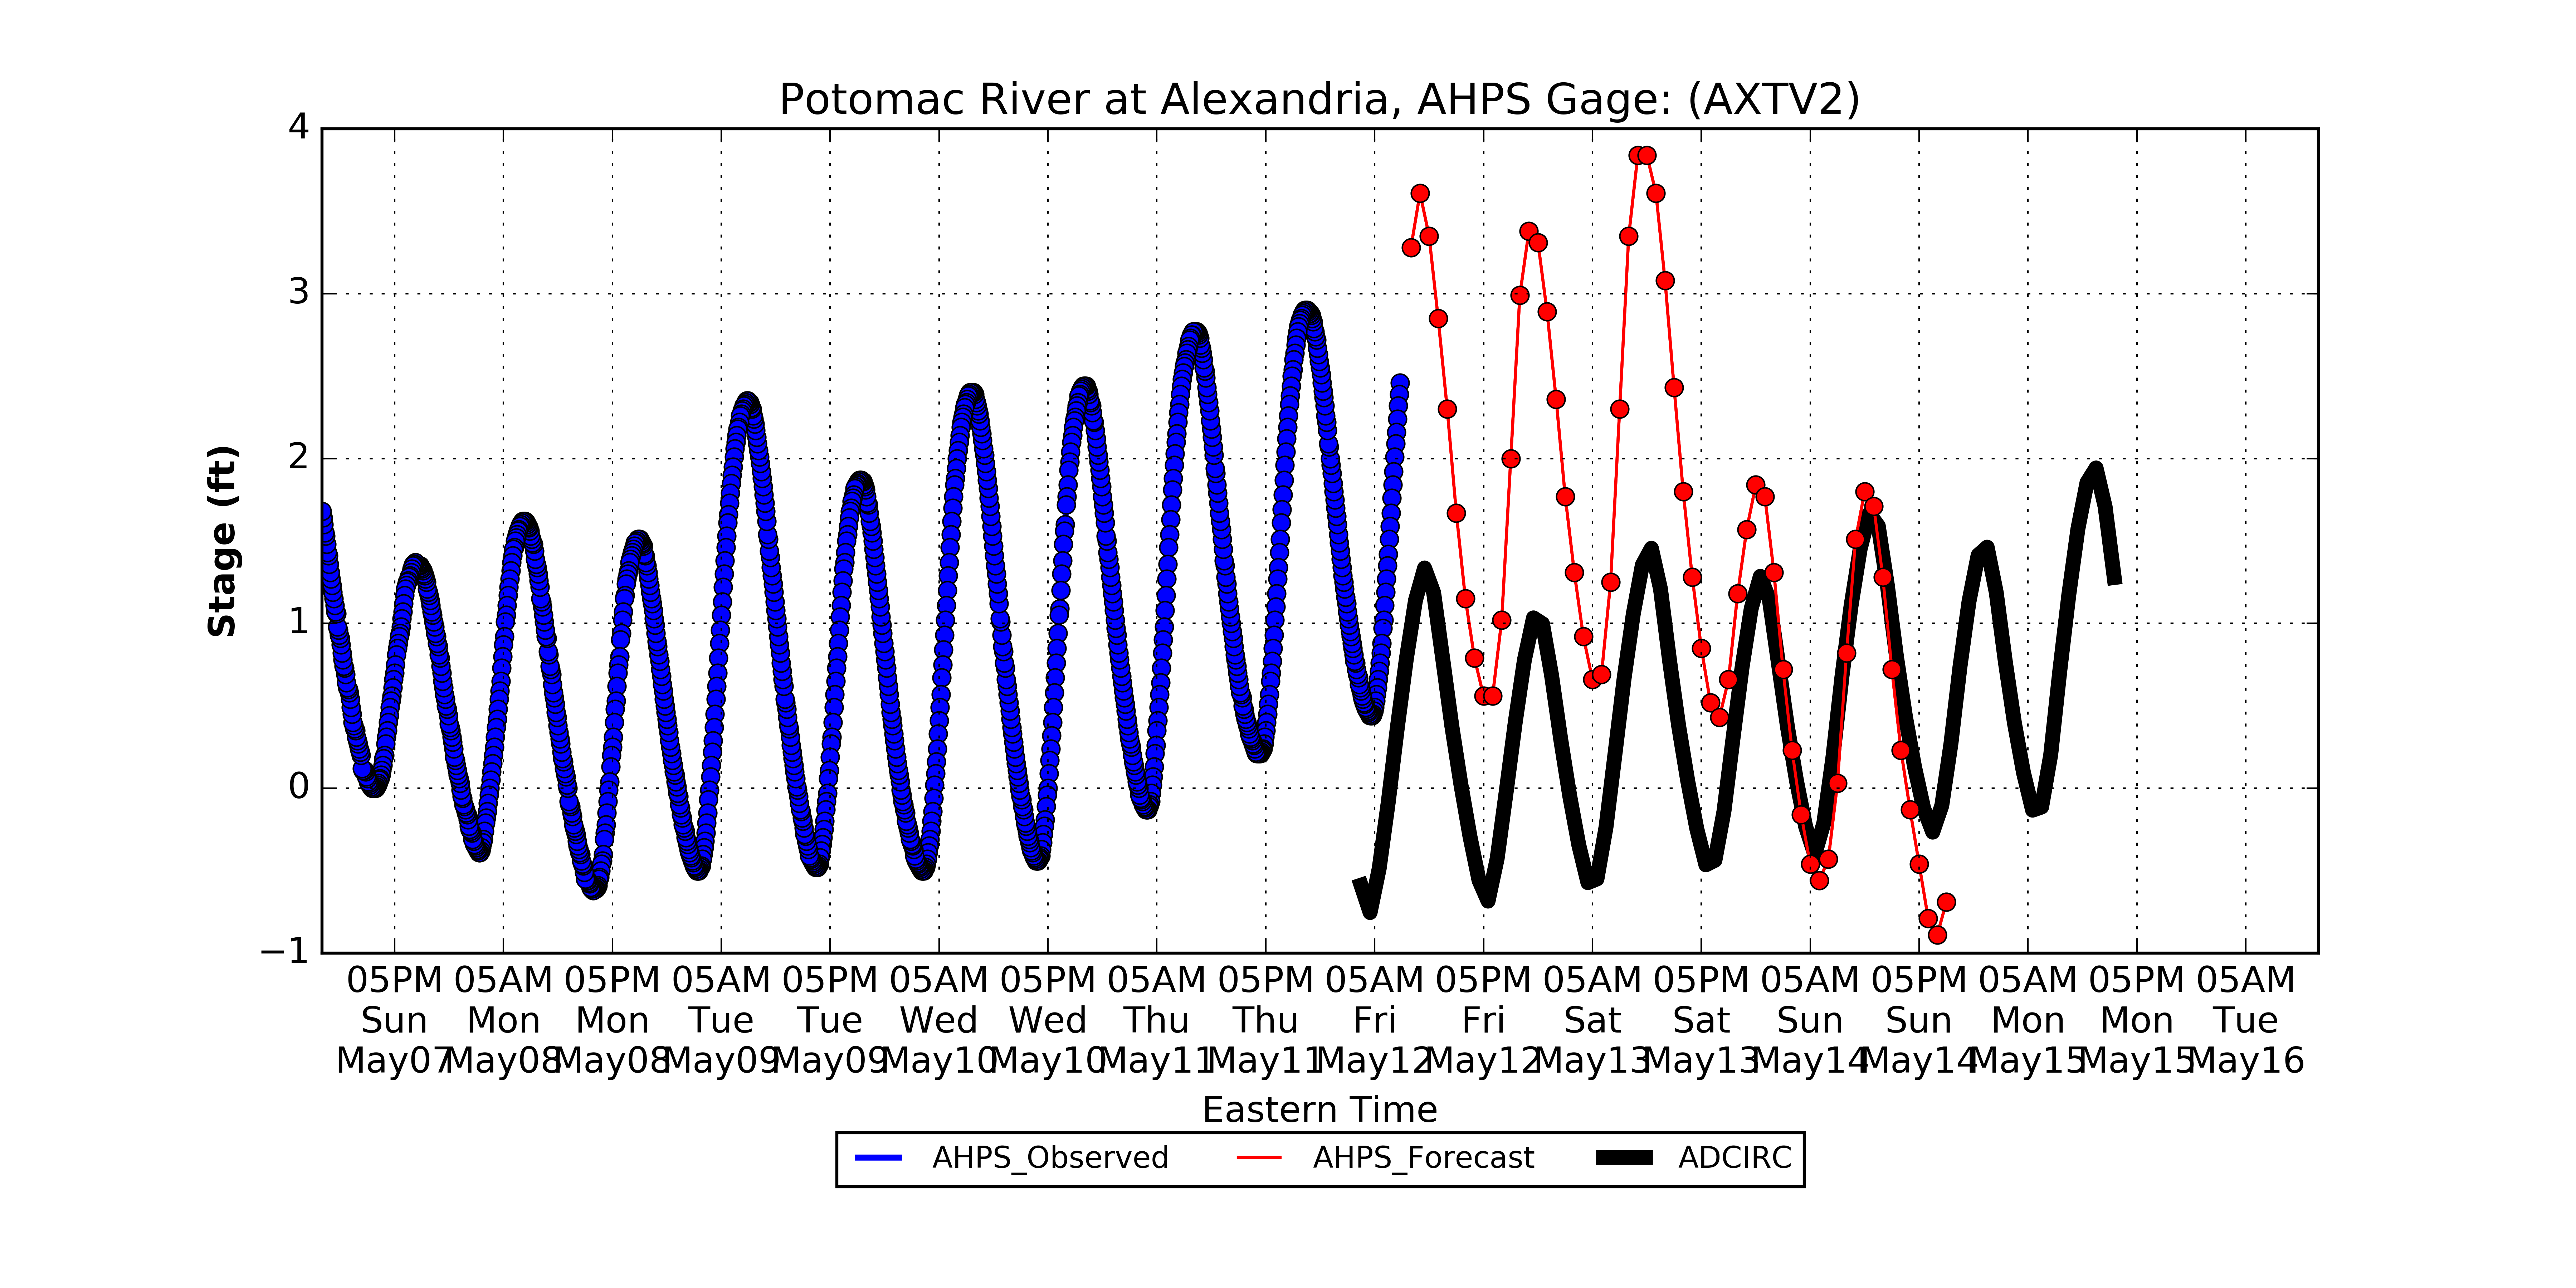 Potomac River at Alexandria, AHPS Gage: (AXTV2)
Stage (ft)
4
3
2
1
0
−1
05PM 05AM 05PM 05AM 05PM 05AM 05PM 05AM 05PM 05AM 05PM 05AM 05PM 05AM 05PM 05AM 05PM 05AM
Sun Mon Mon Tue Tue Wed Wed Thu Thu Fri Fri Sat Sat Sun Sun Mon Mon Tue
May07 May08 May08 May09 May09 May10 May10 May11 May11 May12 May12 May13 May13 May14 May14 May15 May15 May16
Eastern Time
AHPS_Observed AHPS_Forecast ADCIRC